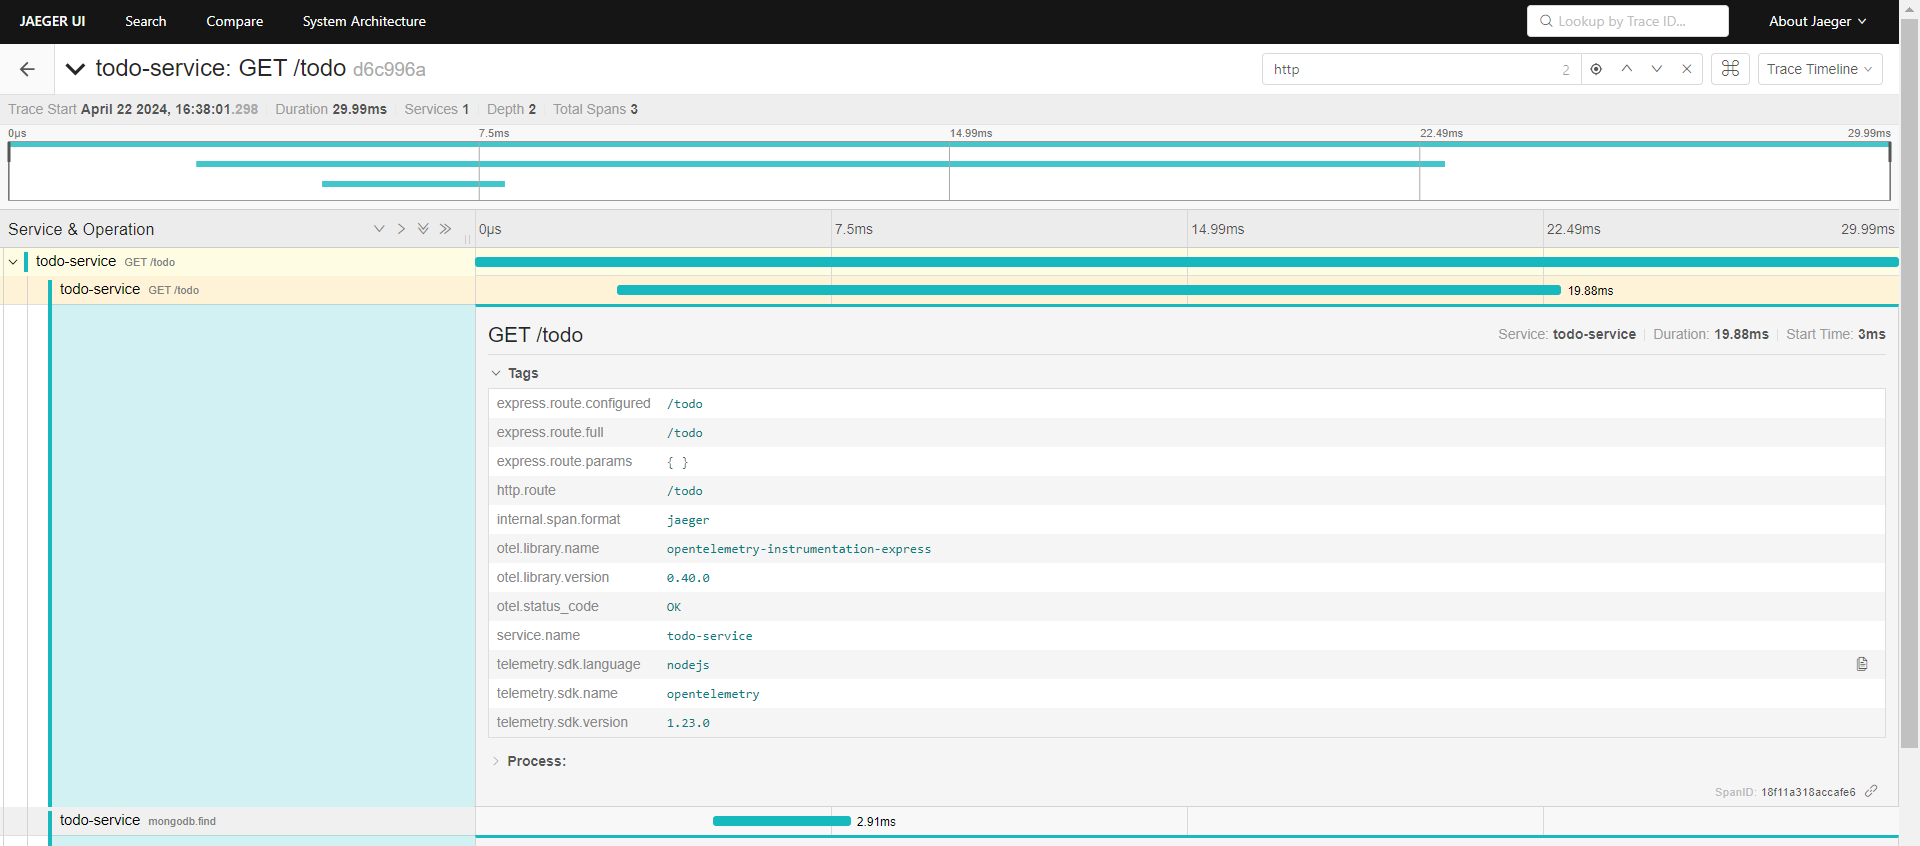 JAEGER UI Search Compare System Architecture Lookup by Trace ID... About Jaeger
todo-service: GET /todo d6c996a http 2 Trace Timeline
Trace Start April 22 2024, 16:38:01.298 Duration 29.99ms Services 1 Depth 2 Total Spans 3
0μs 7.5ms 14.99ms 22.49ms 29.99ms
Service & Operation 0μs 7.5ms 14.99ms 22.49ms 29.99ms
todo-service GET /todo
todo-service GET /todo 19.88ms
GET /todo Service: todo-service Duration: 19.88ms Start Time: 3ms
Tags
express.route.configured /todo
express.route.full /todo
express.route.params { }
http.route /todo
internal.span.format jaeger
otel.library.name opentelemetry-instrumentation-express
otel.library.version 0.40.0
otel.status_code OK
service.name todo-service
telemetry.sdk.language nodejs
telemetry.sdk.name opentelemetry
telemetry.sdk.version 1.23.0
Process:
SpanID: 18f11a318accafe6
todo-service mongodb.find 2.91ms